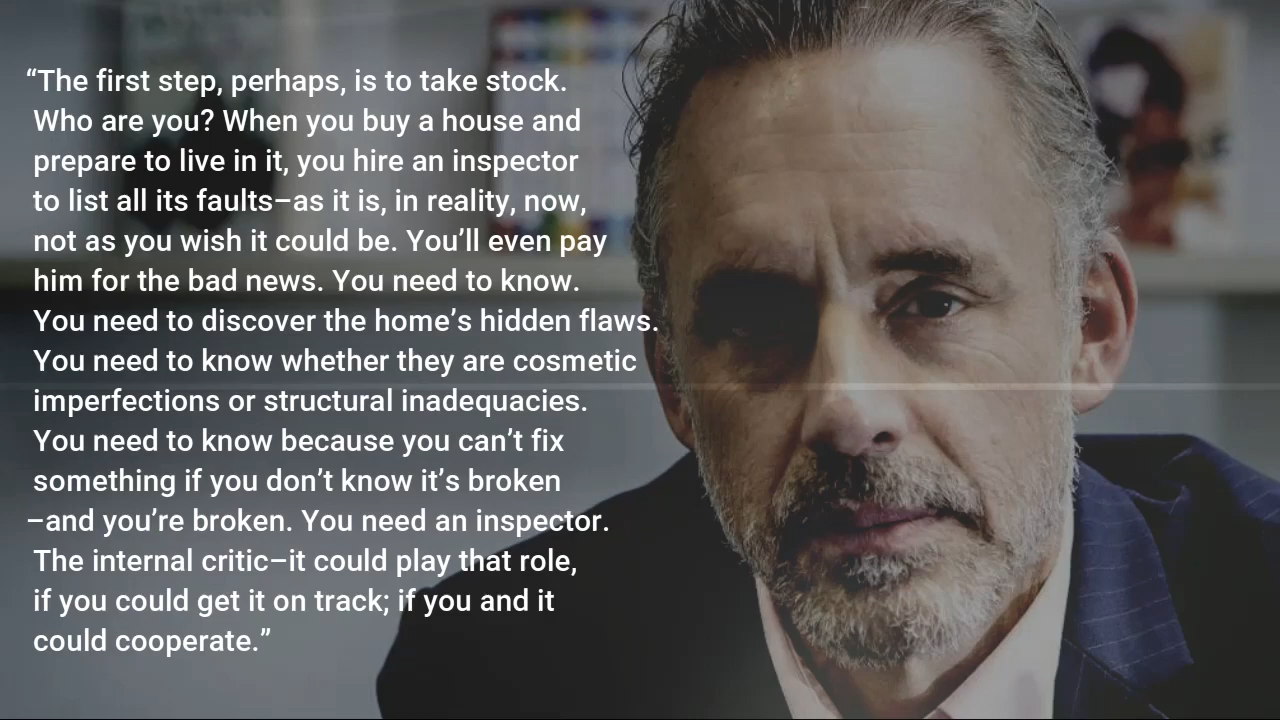 “The first step, perhaps, is to take stock.
Who are you? When you buy a house and
prepare to live in it, you hire an inspector
to list all its faults–as it is, in reality, now,
not as you wish it could be. You’ll even pay
him for the bad news. You need to know.
You need to discover the home’s hidden flaws.
You need to know whether they are cosmetic
imperfections or structural inadequacies.
You need to know because you can’t fix
something if you don’t know it’s broken
–and you’re broken. You need an inspector.
The internal critic–it could play that role,
if you could get it on track; if you and it
could cooperate.”